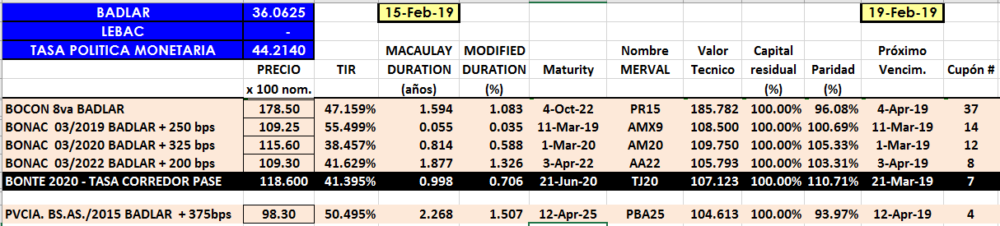 BADLAR 36.0625 15-Feb-19 19-Feb-19
LEBAC -
TASA POLITICA MONETARIA 44.2140 MACAULAY MODIFIED Nombre Valor Capital Próximo
PRECIO TIR DURATION DURATION Maturity MERVAL Tecnico residual Paridad Vencim. Cupón #
x 100 nom. (años) (%) (%) (%)
BOCON 8va BADLAR 178.50 47.159% 1.594 1.083 4-Oct-22 PR15 185.782 100.00% 96.08% 4-Apr-19 37
BONAC 03/2019 BADLAR + 250 bps 109.25 55.499% 0.055 0.035 11-Mar-19 AMX9 108.500 100.00% 100.69% 11-Mar-19 14
BONAC 03/2020 BADLAR + 325 bps 115.60 38.457% 0.814 0.588 1-Mar-20 AM20 109.750 100.00% 105.33% 1-Mar-19 12
BONAC 03/2022 BADLAR + 200 bps 109.30 41.629% 1.877 1.326 3-Apr-22 AA22 105.793 100.00% 103.31% 3-Apr-19 8
BONTE 2020 - TASA CORREDOR PASE 118.600 41.395% 0.998 0.706 21-Jun-20 TJ20 107.123 100.00% 110.71% 21-Mar-19 7
PVCIA. BS.AS./2015 BADLAR + 375bps 98.30 50.495% 2.268 1.507 12-Apr-25 PBA25 104.613 100.00% 93.97% 12-Apr-19 4